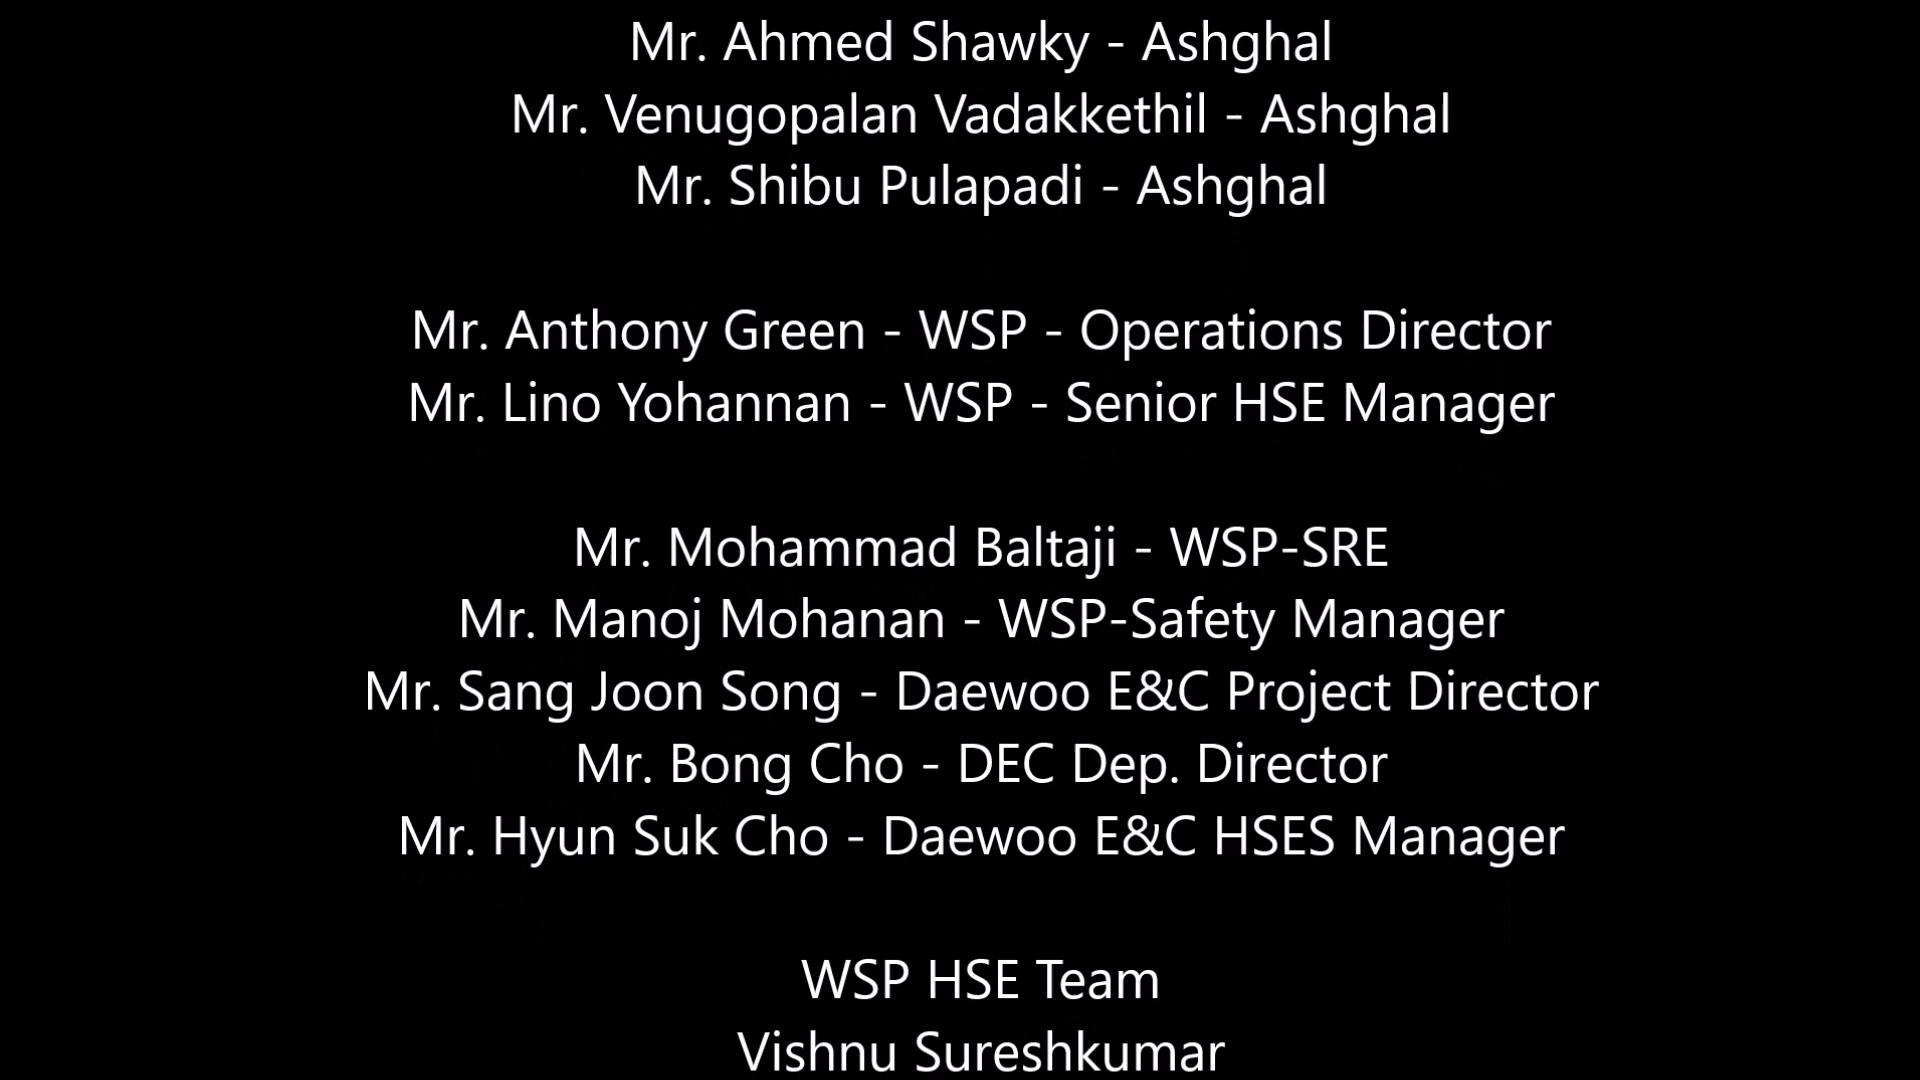 Mr. Ahmed Shawky - Ashghal
Mr. Venugopalan Vadakkethil - Ashghal
Mr. Shibu Pulapadi - Ashghal
Mr. Anthony Green - WSP - Operations Director
Mr. Lino Yohannan - WSP - Senior HSE Manager
Mr. Mohammad Baltaji - WSP-SRE
Mr. Manoj Mohanan - WSP-Safety Manager
Mr. Sang Joon Song - Daewoo E&C Project Director
Mr. Bong Cho - DEC Dep. Director
Mr. Hyun Suk Cho - Daewoo E&C HSES Manager
WSP HSE Team
Vishnu Sureshkumar